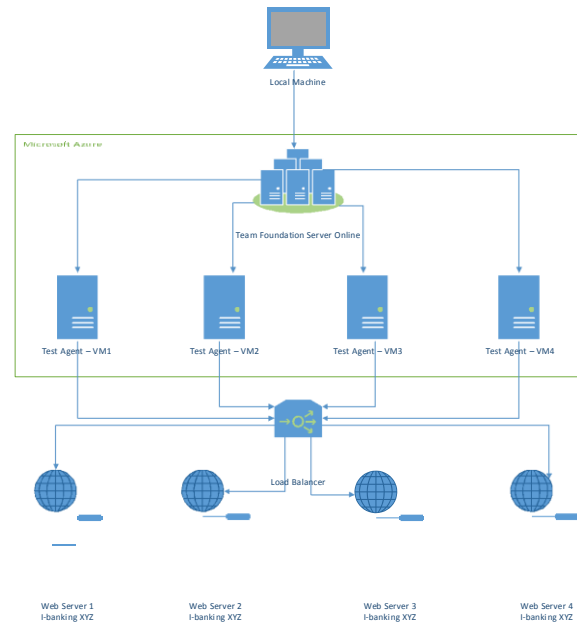 Local Machine
Microsoft Azure
Team Foundation Server Online
Test Agent – VM1
Test Agent – VM2
Test Agent – VM3
Test Agent – VM4
Load Balancer
Web Server 1
I-banking XYZ
Web Server 2
I-banking XYZ
Web Server 3
I-banking XYZ
Web Server 4
I-banking XYZ